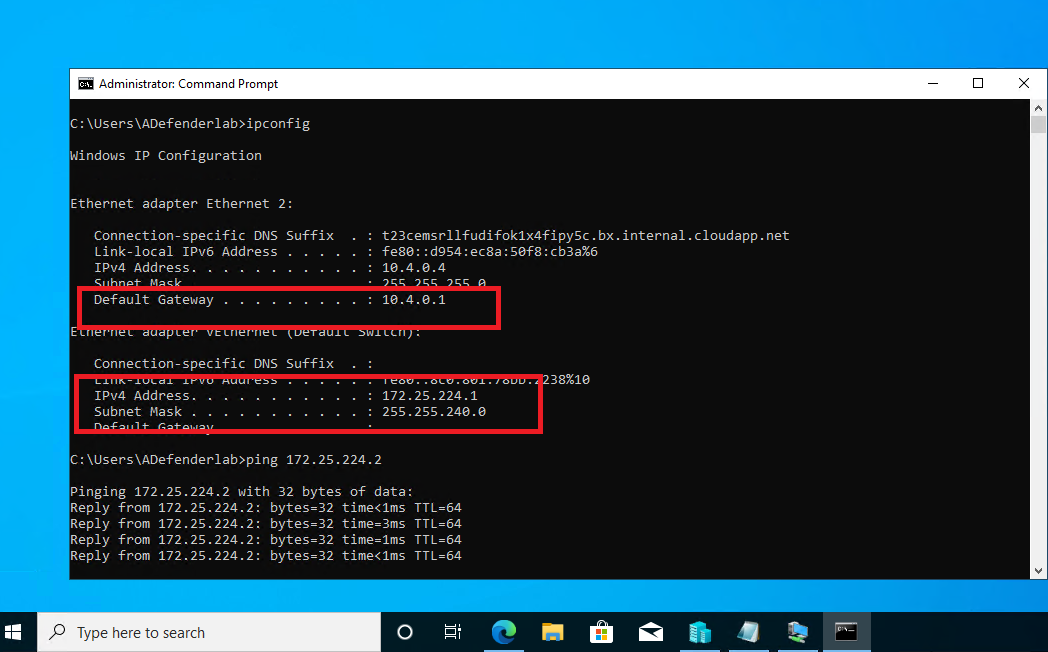 Administrator: Command Prompt
C:\Users\ADefenderlab>ipconfig
Windows IP Configuration
Ethernet adapter Ethernet 2:
Connection-specific DNS Suffix . : t23cemsrllfudifok1x4fipy5c.bx.internal.cloudapp.net
Link-local IPv6 Address . . . . . : fe80::d954:ec8a:50f8:cb3a%6
IPv4 Address. . . . . . . . . . . : 10.4.0.4
Subnet Mask . . . . . . . . . . . : 255.255.255.0
Default Gateway . . . . . . . . . : 10.4.0.1
Ethernet adapter vEthernet (Default Switch):
Connection-specific DNS Suffix . :
Link-local IPv6 Address . . . . . :
IPv4 Address. . . . . . . . . . . : 172.25.224.1
Subnet Mask . . . . . . . . . . . : 255.255.240.0
Default Gateway . . . . . . . . . :
C:\Users\ADefenderlab>ping 172.25.224.2
Pinging 172.25.224.2 with 32 bytes of data:
Reply from 172.25.224.2: bytes=32 time<1ms TTL=64
Reply from 172.25.224.2: bytes=32 time=3ms TTL=64
Reply from 172.25.224.2: bytes=32 time=1ms TTL=64
Reply from 172.25.224.2: bytes=32 time<1ms TTL=64
Type here to search